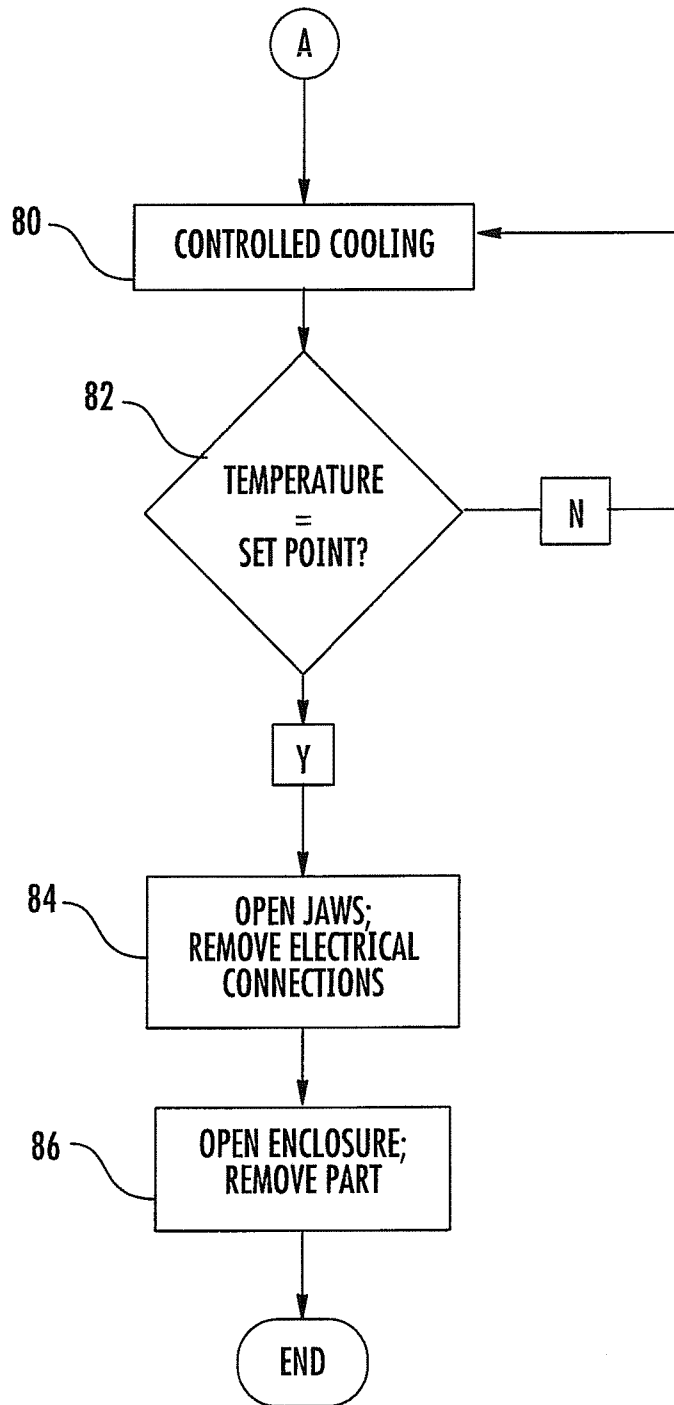 A
80
CONTROLLED COOLING
82
TEMPERATURE
=
SET POINT?
N
Y
84
OPEN JAWS;
REMOVE ELECTRICAL
CONNECTIONS
86
OPEN ENCLOSURE;
REMOVE PART
END